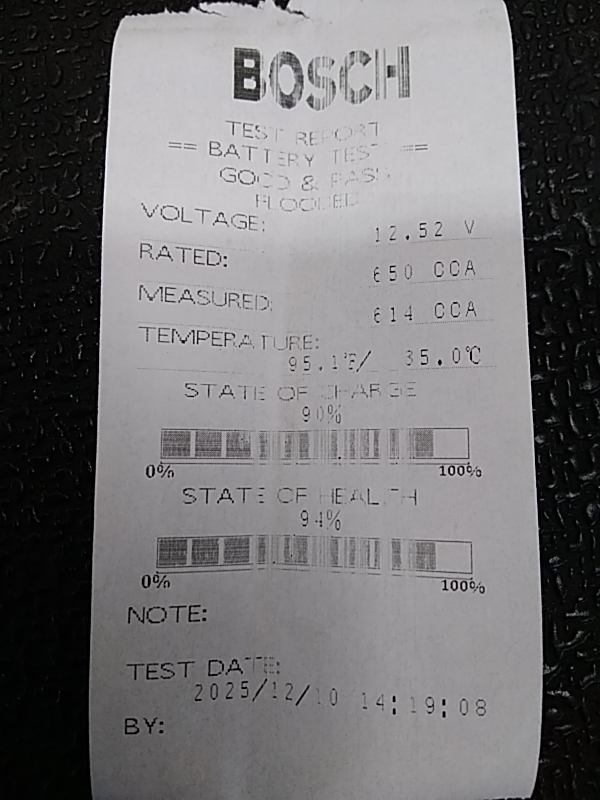 BOSCH
TEST REPORT
== BATTERY TEST ==
GOOD & PASS
FLOODED
VOLTAGE: 12.52 V
RATED: 650 CCA
MEASURED: 614 CCA
TEMPERATURE:
95.1°F/ 35.0°C
STATE OF CHARGE
90%
0% 100%
STATE OF HEALTH
94%
0% 100%
NOTE:
TEST DATE:
2025/12/10 14:19:08
BY: